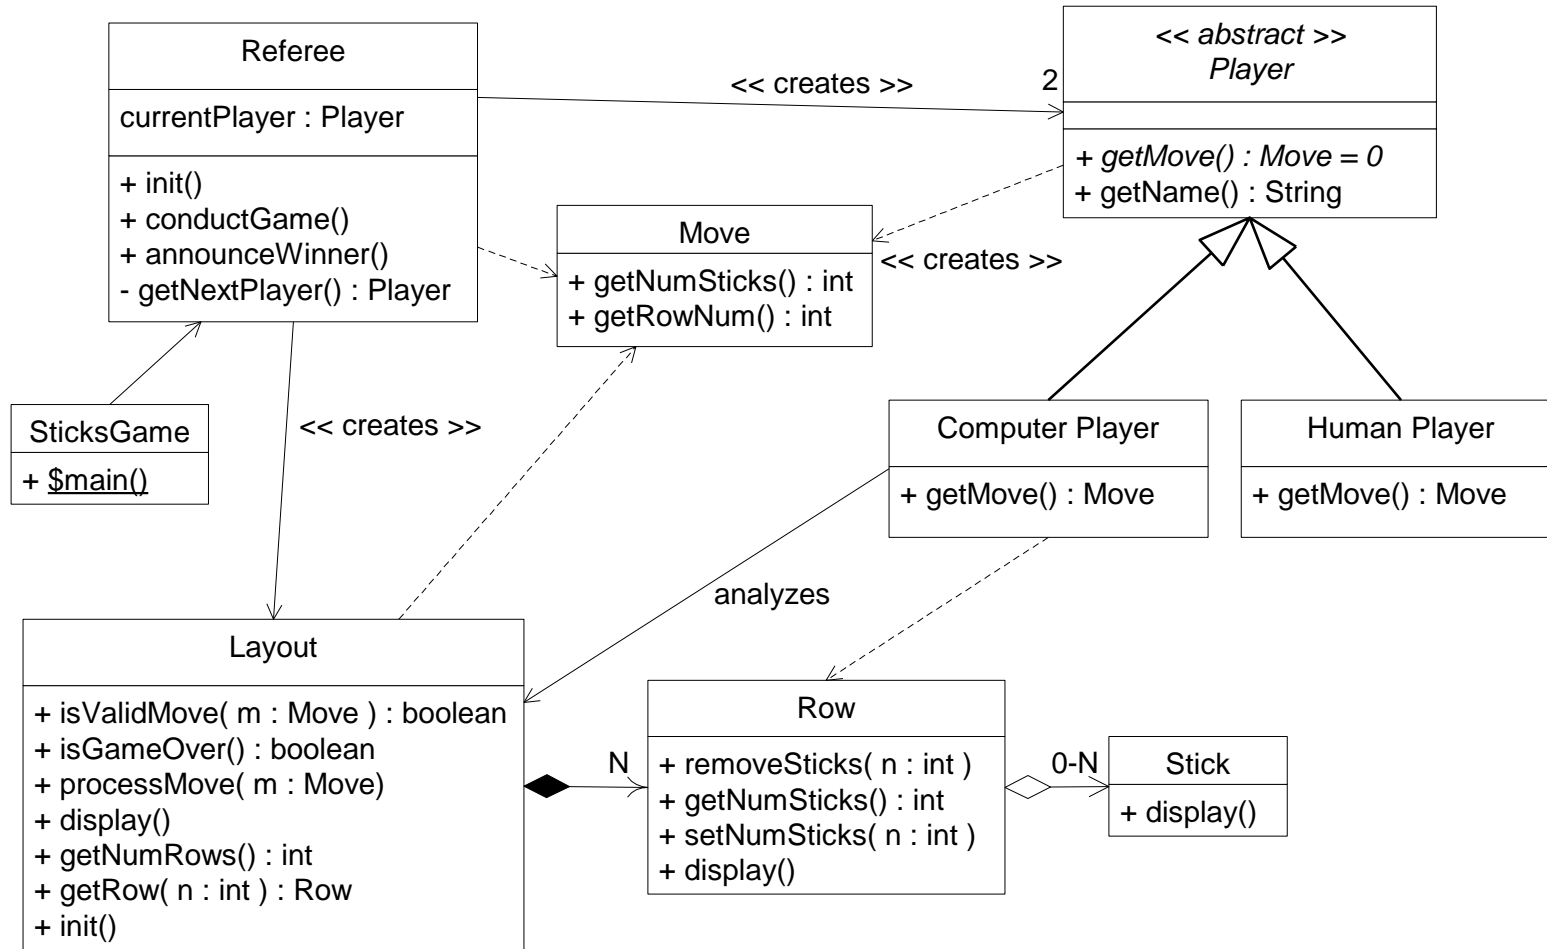 Referee
currentPlayer : Player
+ init()
+ conductGame()
+ announceWinner()
- getNextPlayer() : Player
<< creates >>
2
<< abstract >>
Player
+ getMove() : Move = 0
+ getName() : String
Move
+ getNumSticks() : int
+ getRowNum() : int
<< creates >>
SticksGame
+ $main()
<< creates >>
Computer Player
+ getMove() : Move
Human Player
+ getMove() : Move
analyzes
Layout
+ isValidMove( m : Move ) : boolean
+ isGameOver() : boolean
+ processMove( m : Move)
+ display()
+ getNumRows() : int
+ getRow( n : int ) : Row
+ init()
N
Row
+ removeSticks( n : int )
+ getNumSticks() : int
+ setNumSticks( n : int )
+ display()
0-N
Stick
+ display()